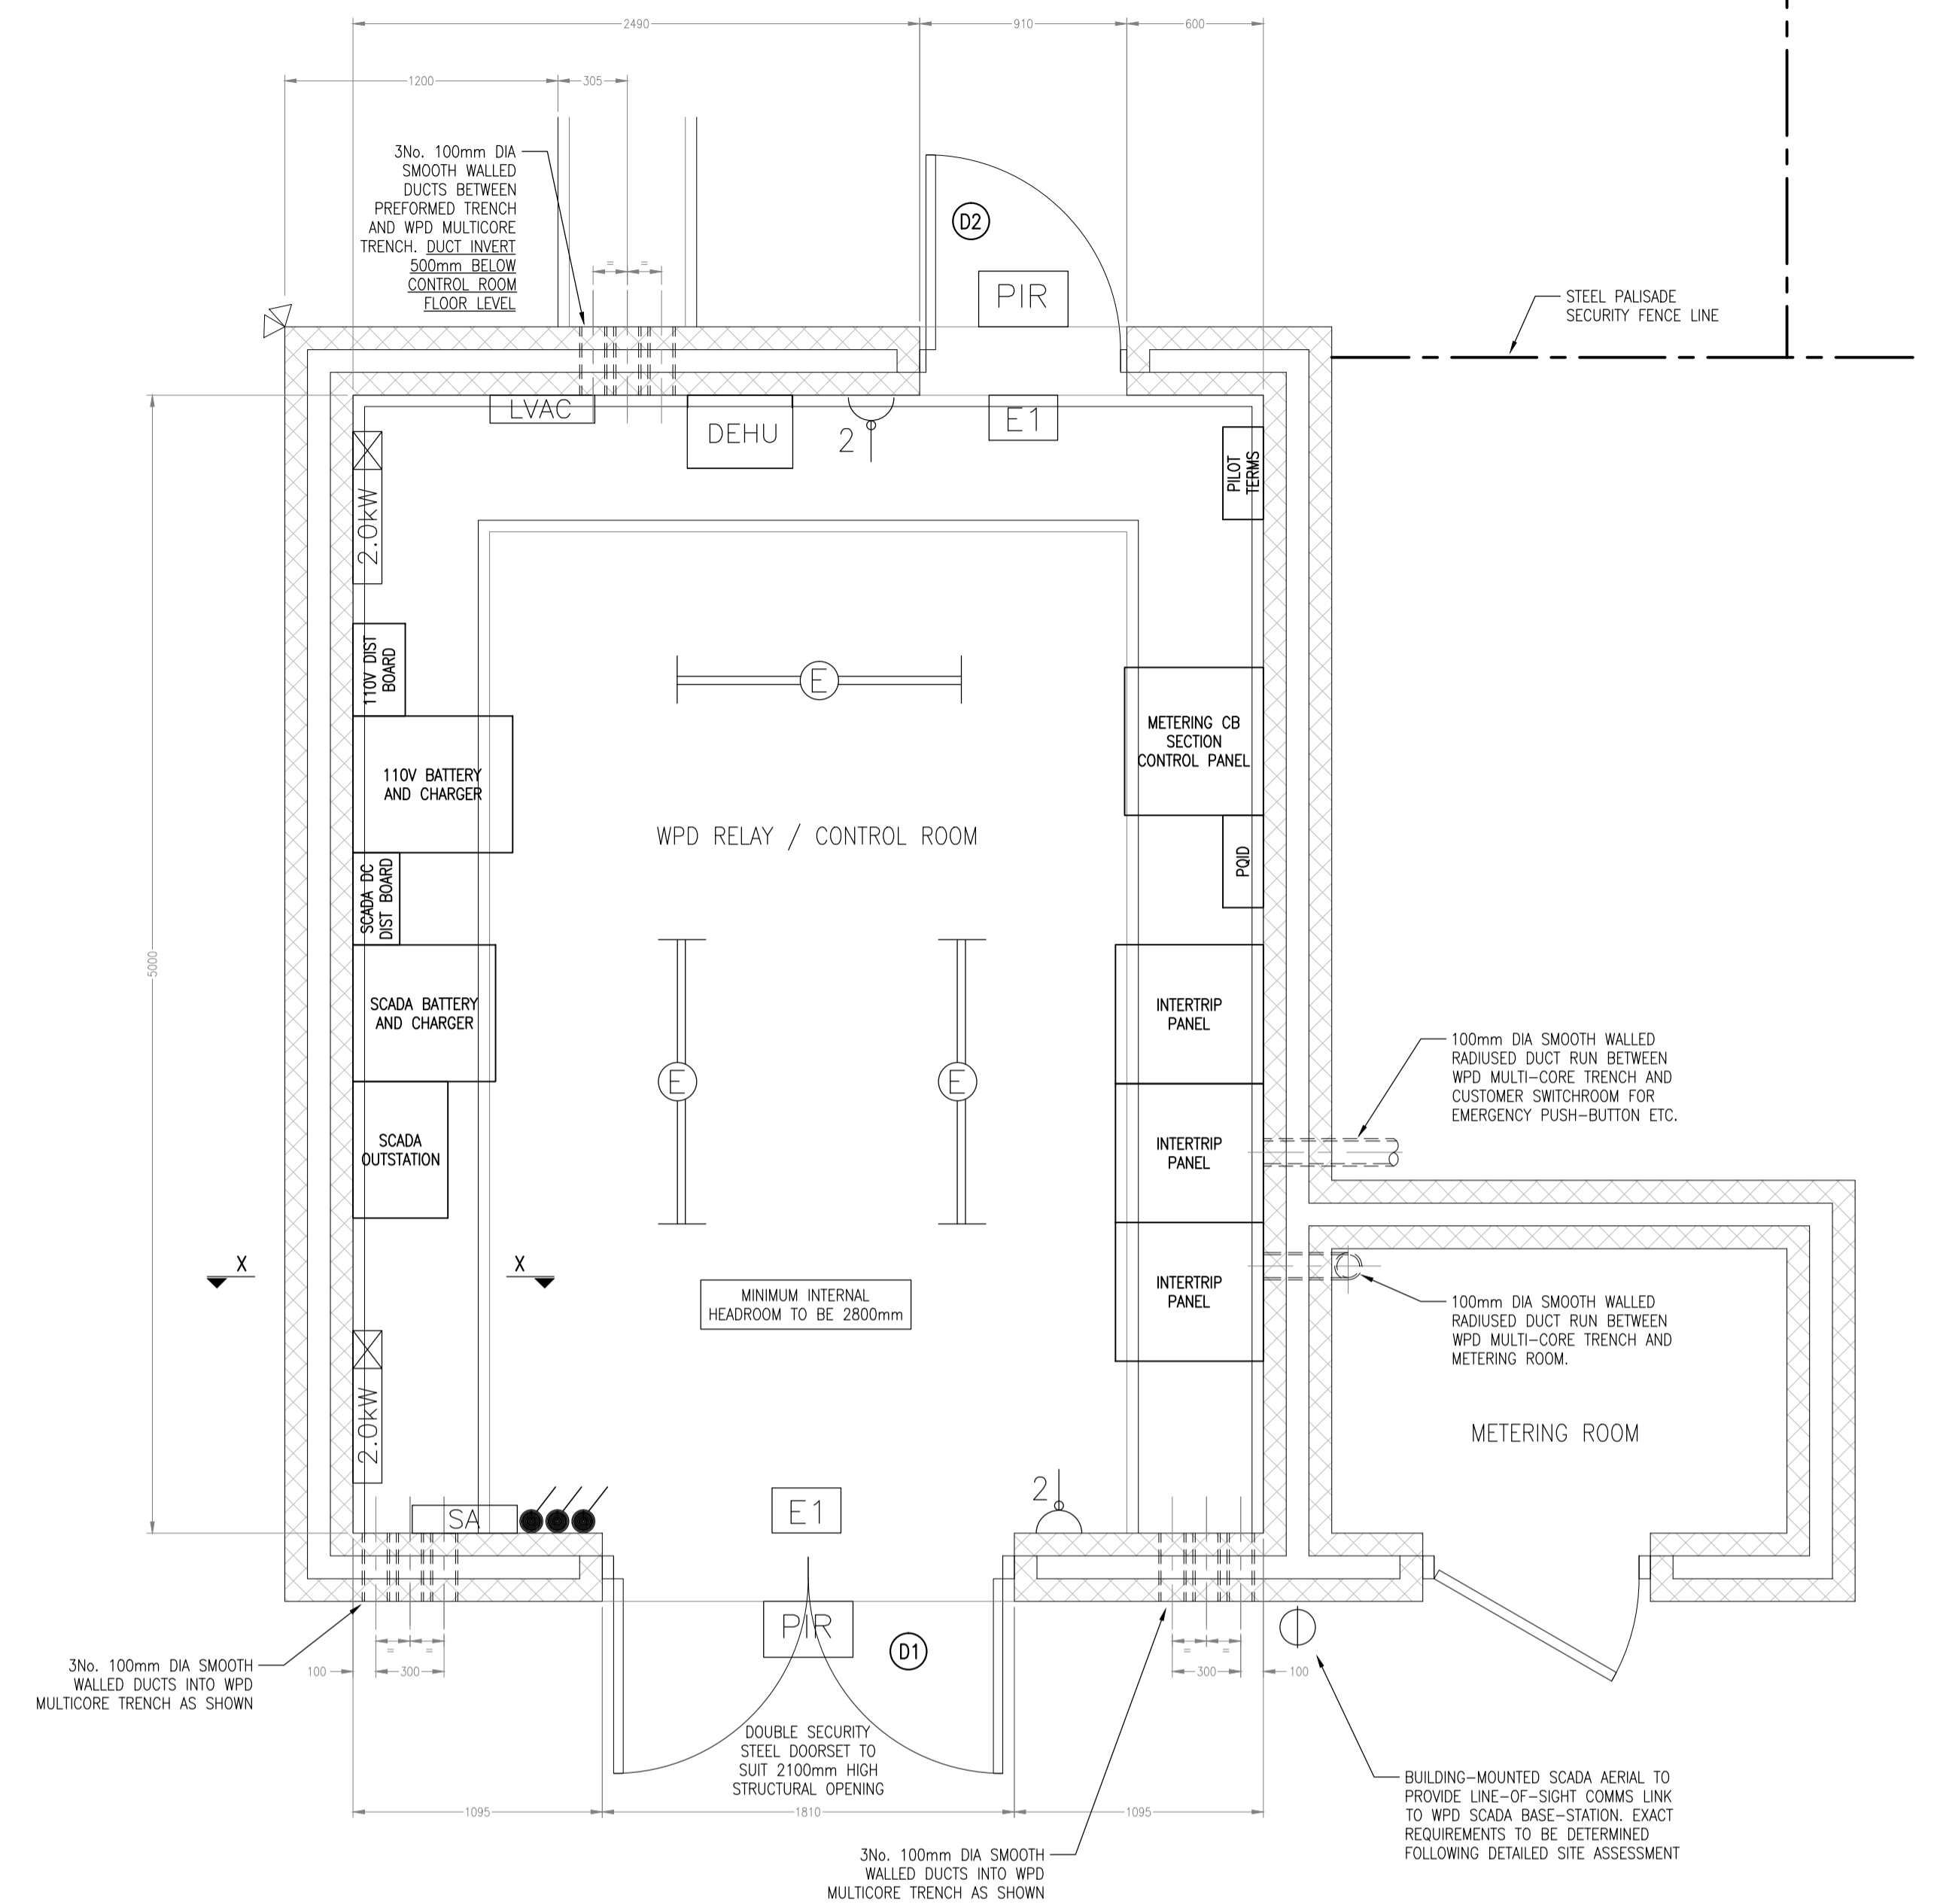 2490
910
600
1200
305
3No. 100mm DIA
SMOOTH WALLED
DUCTS BETWEEN
PREFORMED TRENCH
AND WPD MULTICORE
TRENCH. DUCT INVERT
500mm BELOW
CONTROL ROOM
FLOOR LEVEL
=
=
D2
PIR
STEEL PALISADE
SECURITY FENCE LINE
LVAC
DEHU
2
E1
PILOT
TERMS
2.0kW
110V DIST
BOARD
E
METERING CB
SECTION
CONTROL PANEL
110V BATTERY
AND CHARGER
WPD RELAY / CONTROL ROOM
PQID
SCADA DC
DIST BOARD
5000
SCADA BATTERY
AND CHARGER
INTERTRIP
PANEL
E
E
100mm DIA SMOOTH WALLED
RADIUSED DUCT RUN BETWEEN
WPD MULTI-CORE TRENCH AND
CUSTOMER SWITCHROOM FOR
EMERGENCY PUSH-BUTTON ETC.
SCADA
OUTSTATION
INTERTRIP
PANEL
X
X
MINIMUM INTERNAL
HEADROOM TO BE 2800mm
INTERTRIP
PANEL
100mm DIA SMOOTH WALLED
RADIUSED DUCT RUN BETWEEN
WPD MULTI-CORE TRENCH AND
METERING ROOM.
2.0kW
METERING ROOM
SA
E1
2
PIR
D1
=
=
=
=
100
300
300
100
3No. 100mm DIA SMOOTH
WALLED DUCTS INTO WPD
MULTICORE TRENCH AS SHOWN
DOUBLE SECURITY
STEEL DOORSET TO
SUIT 2100mm HIGH
STRUCTURAL OPENING
1095
1810
1095
BUILDING-MOUNTED SCADA AERIAL TO
PROVIDE LINE-OF-SIGHT COMMS LINK
TO WPD SCADA BASE-STATION. EXACT
REQUIREMENTS TO BE DETERMINED
FOLLOWING DETAILED SITE ASSESSMENT
3No. 100mm DIA SMOOTH
WALLED DUCTS INTO WPD
MULTICORE TRENCH AS SHOWN